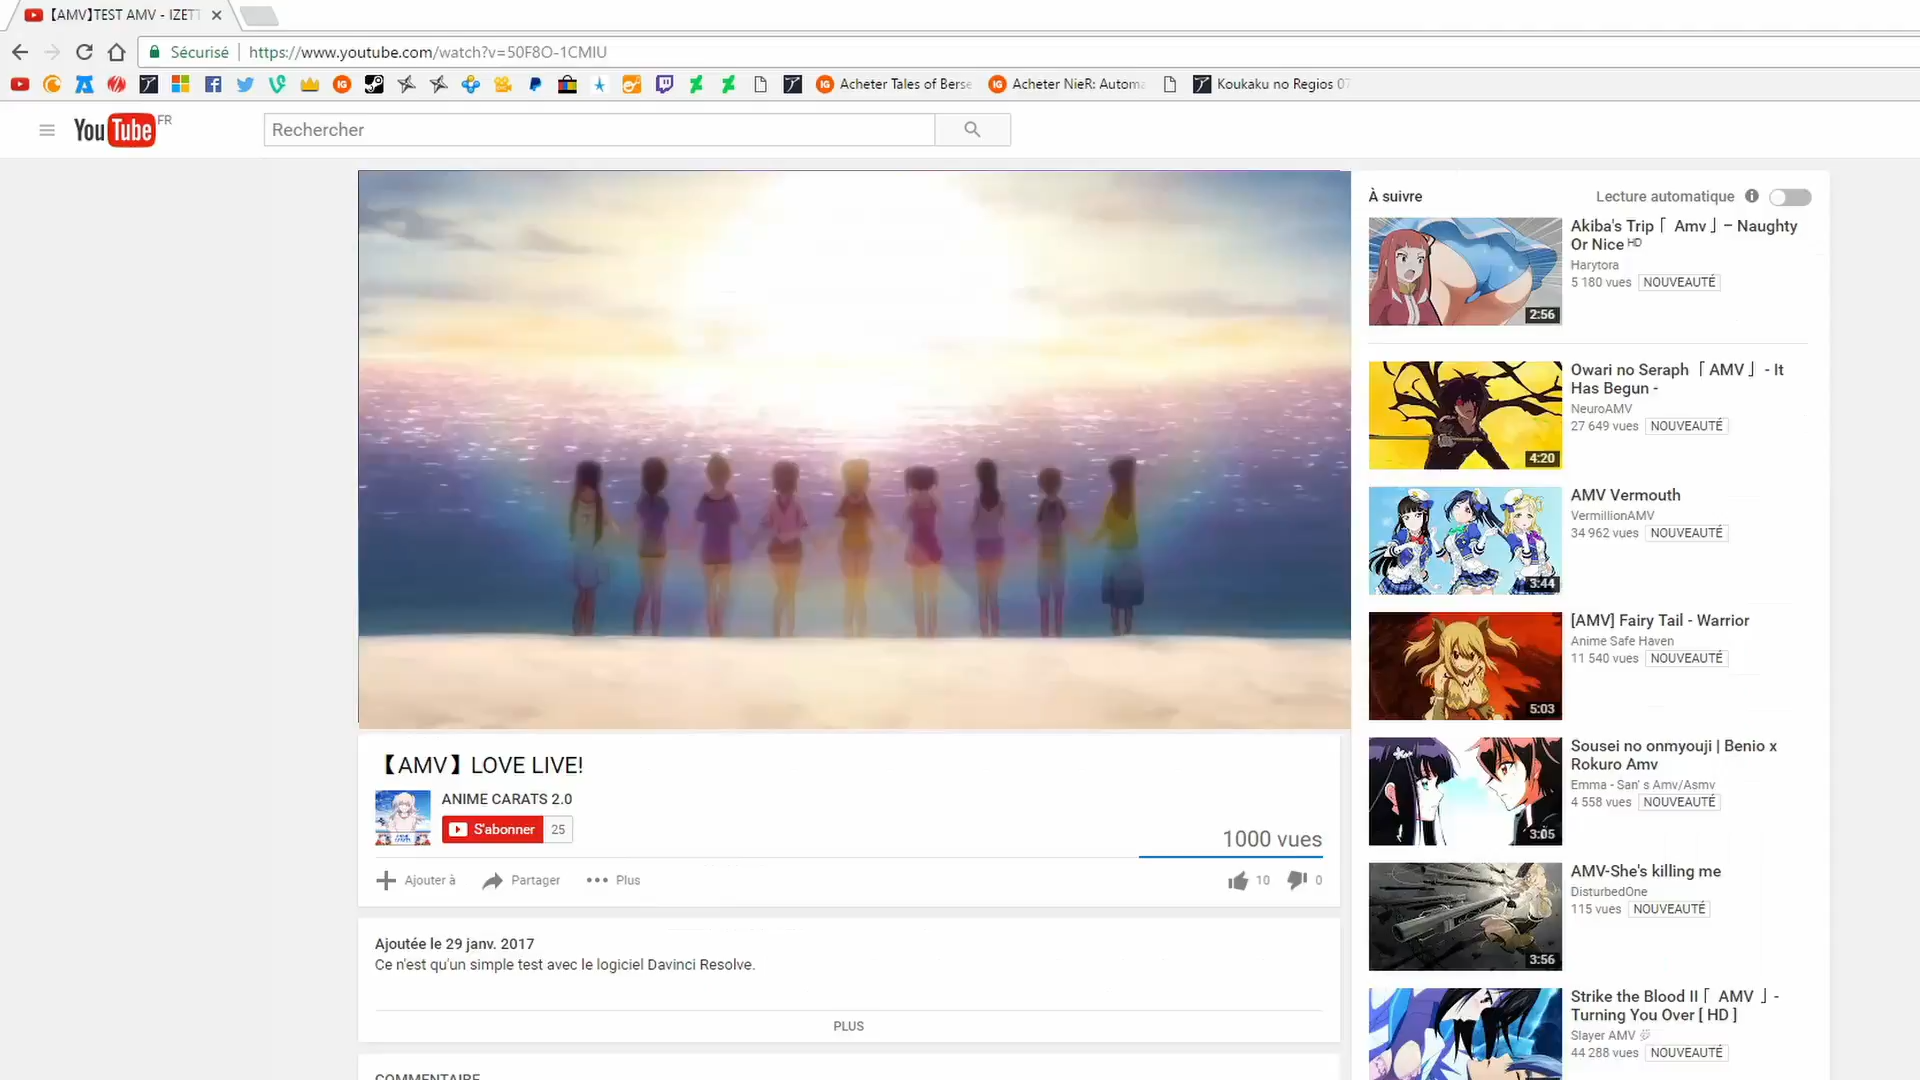 【AMV】TEST AMV - IZETT
Sécurisé
https://www.youtube.com/watch?v=50F8O-1CMIU
Acheter Tales of Berse
Acheter NieR: Automa
Koukaku no Regios 07
YouTube FR
Rechercher
À suivre
Lecture automatique
Akiba's Trip「 Amv」– Naughty
Or Nice ᴴᴰ
Harytora
5 180 vues NOUVEAUTÉ
2:56
Owari no Seraph 「 AMV 」 - It
Has Begun -
NeuroAMV
27 649 vues NOUVEAUTÉ
4:20
AMV Vermouth
VermillionAMV
34 962 vues NOUVEAUTÉ
3:44
[AMV] Fairy Tail - Warrior
Anime Safe Haven
11 540 vues NOUVEAUTÉ
5:03
Sousei no onmyouji | Benio x
Rokuro Amv
Emma - San' s Amv/Asmv
4 558 vues NOUVEAUTÉ
3:05
AMV-She's killing me
DisturbedOne
115 vues NOUVEAUTÉ
3:56
Strike the Blood II「 AMV 」 -
Turning You Over [ HD ]
Slayer AMV
44 288 vues NOUVEAUTÉ
【AMV】LOVE LIVE!
ANIME CARATS 2.0
S'abonner 25
1000 vues
Ajouter à
Partager
Plus
10
0
Ajoutée le 29 janv. 2017
Ce n'est qu'un simple test avec le logiciel Davinci Resolve.
PLUS
COMMENTAIRE